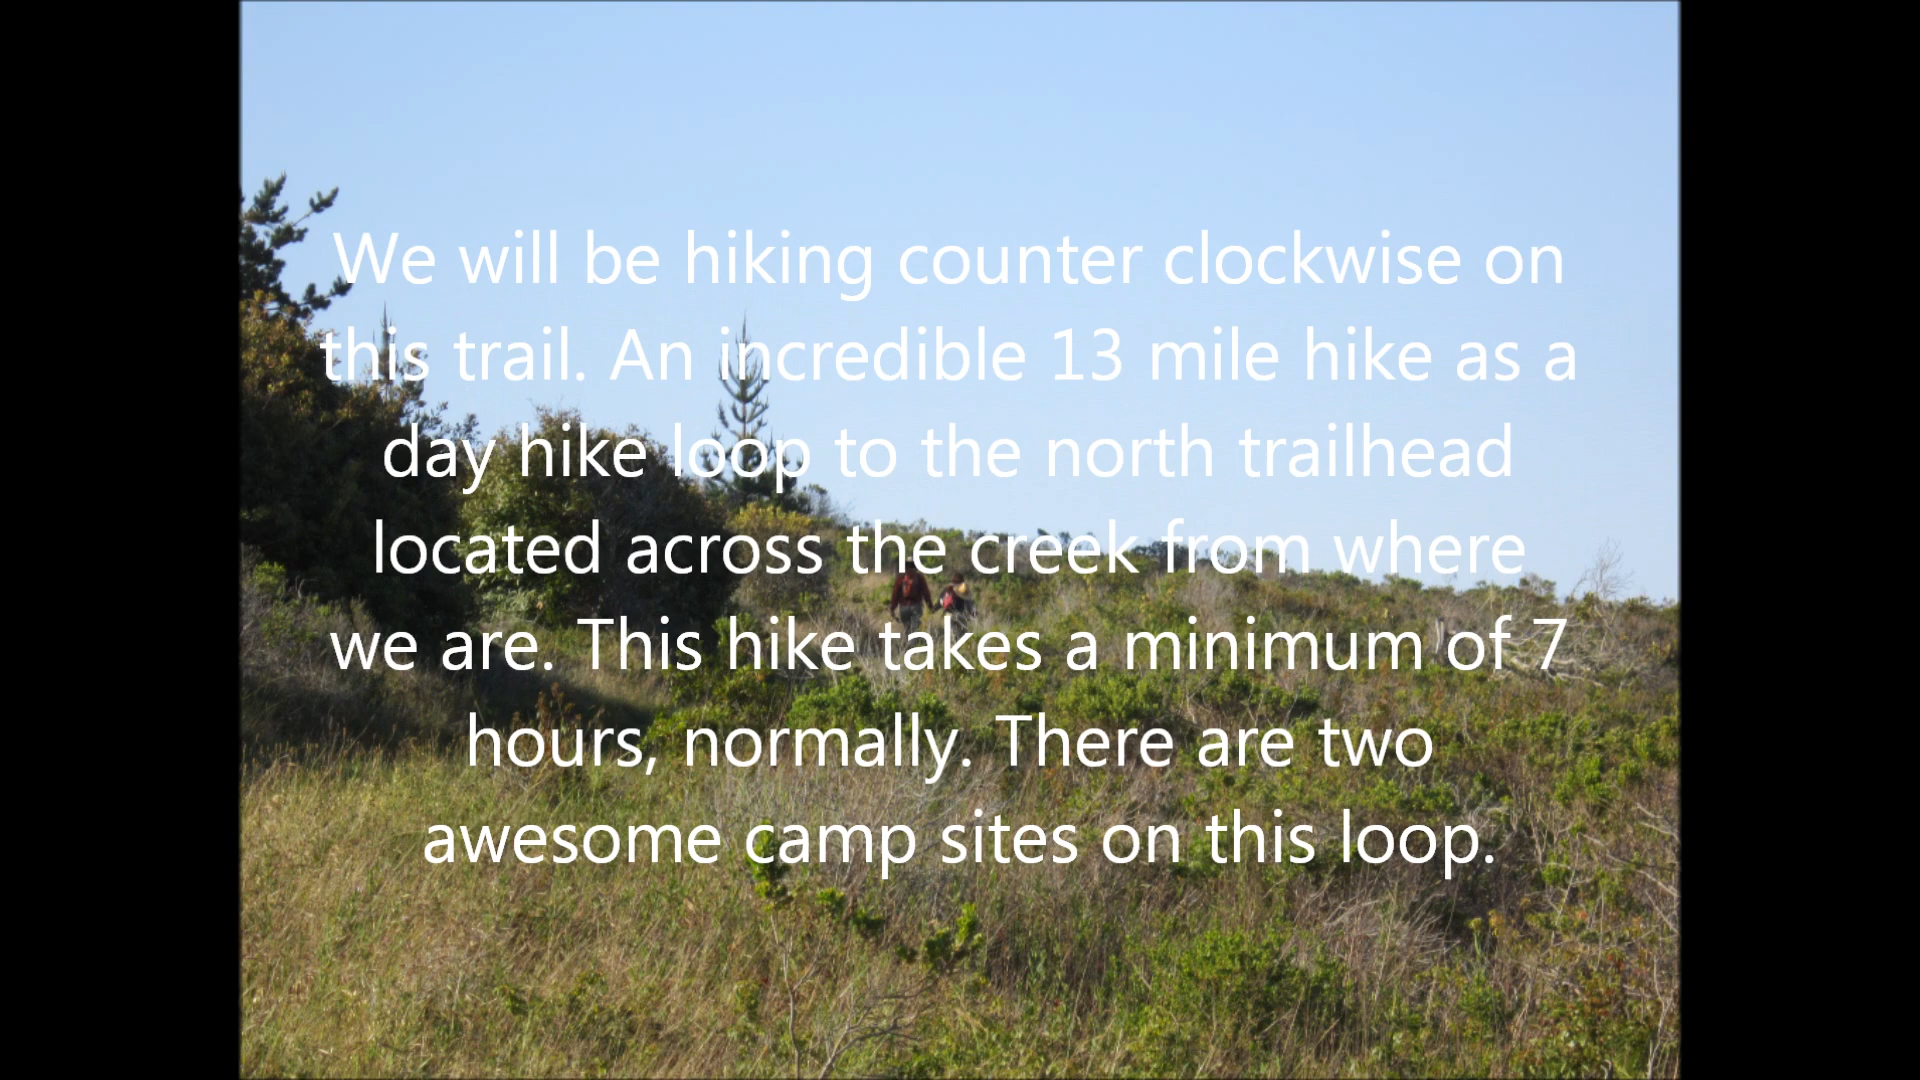 We will be hiking counter clockwise on
this trail. An incredible 13 mile hike as a
day hike loop to the north trailhead
located across the creek from where
we are. This hike takes a minimum of 7
hours, normally. There are two
awesome camp sites on this loop.